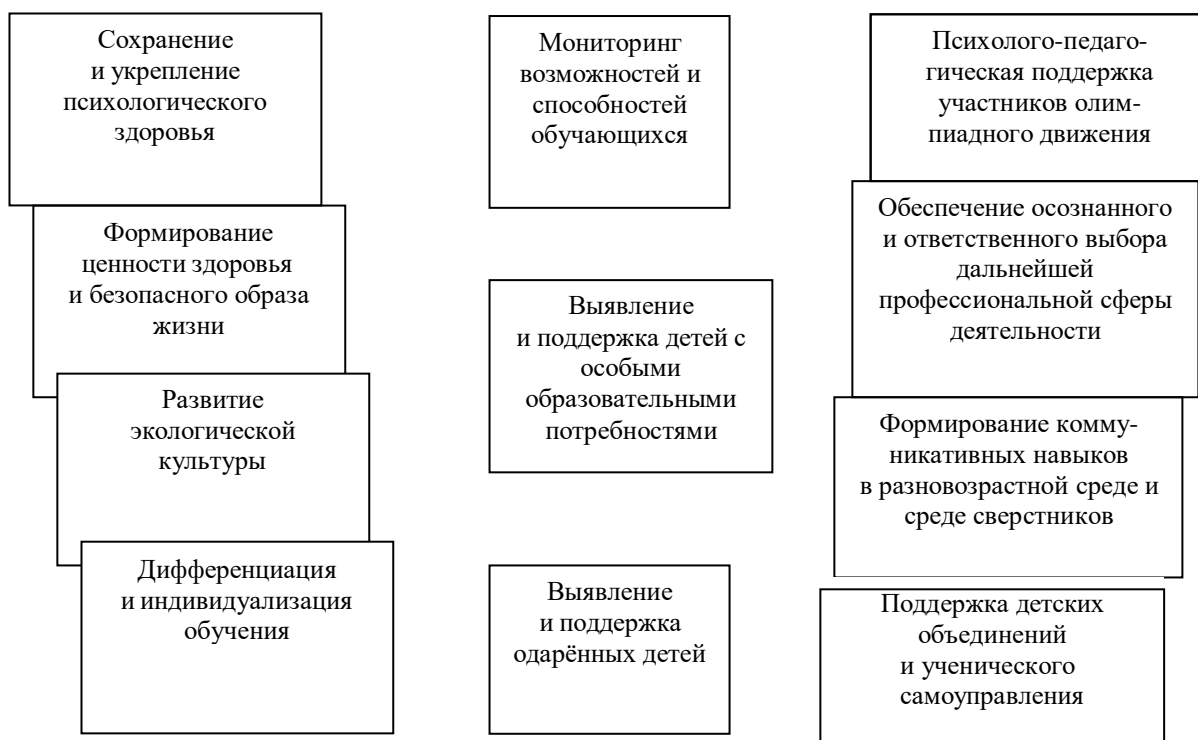 Сохранение
и укрепление
психологического
здоровья
Формирование
ценности здоровья
и безопасного образа
жизни
Развитие
экологической
культуры
Дифференциация
и индивидуализация
обучения
Мониторинг
возможностей и
способностей
обучающихся
Выявление
и поддержка детей с
особыми
образовательными
потребностями
Выявление
и поддержка
одарённых детей
Психолого-педаго-
гическая поддержка
участников олим-
пиадного движения
Обеспечение осознанного
и ответственного выбора
дальнейшей
профессиональной сферы
деятельности
Формирование комму-
никативных навыков
в разновозрастной среде и
среде сверстников
Поддержка детских
объединений
и ученического
самоуправления